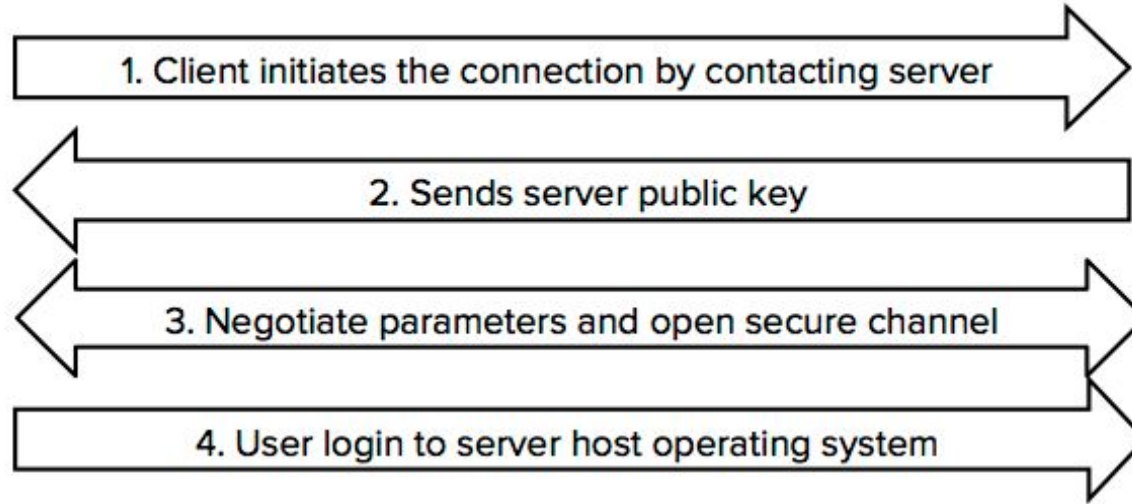 1. Client initiates the connection by contacting server
2. Sends server public key
3. Negotiate parameters and open secure channel
4. User login to server host operating system